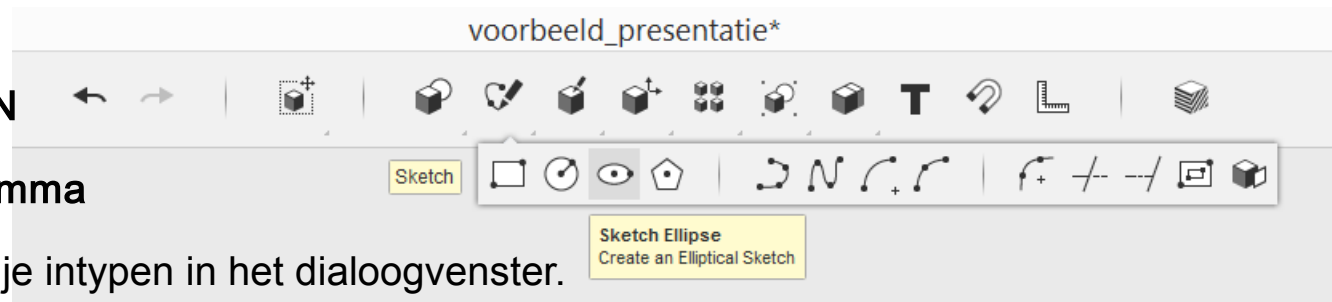 voorbeeld_presentatie*
N
T
mma
Sketch
Sketch Ellipse
Create an Elliptical Sketch
je intypen in het dialoogvenster.